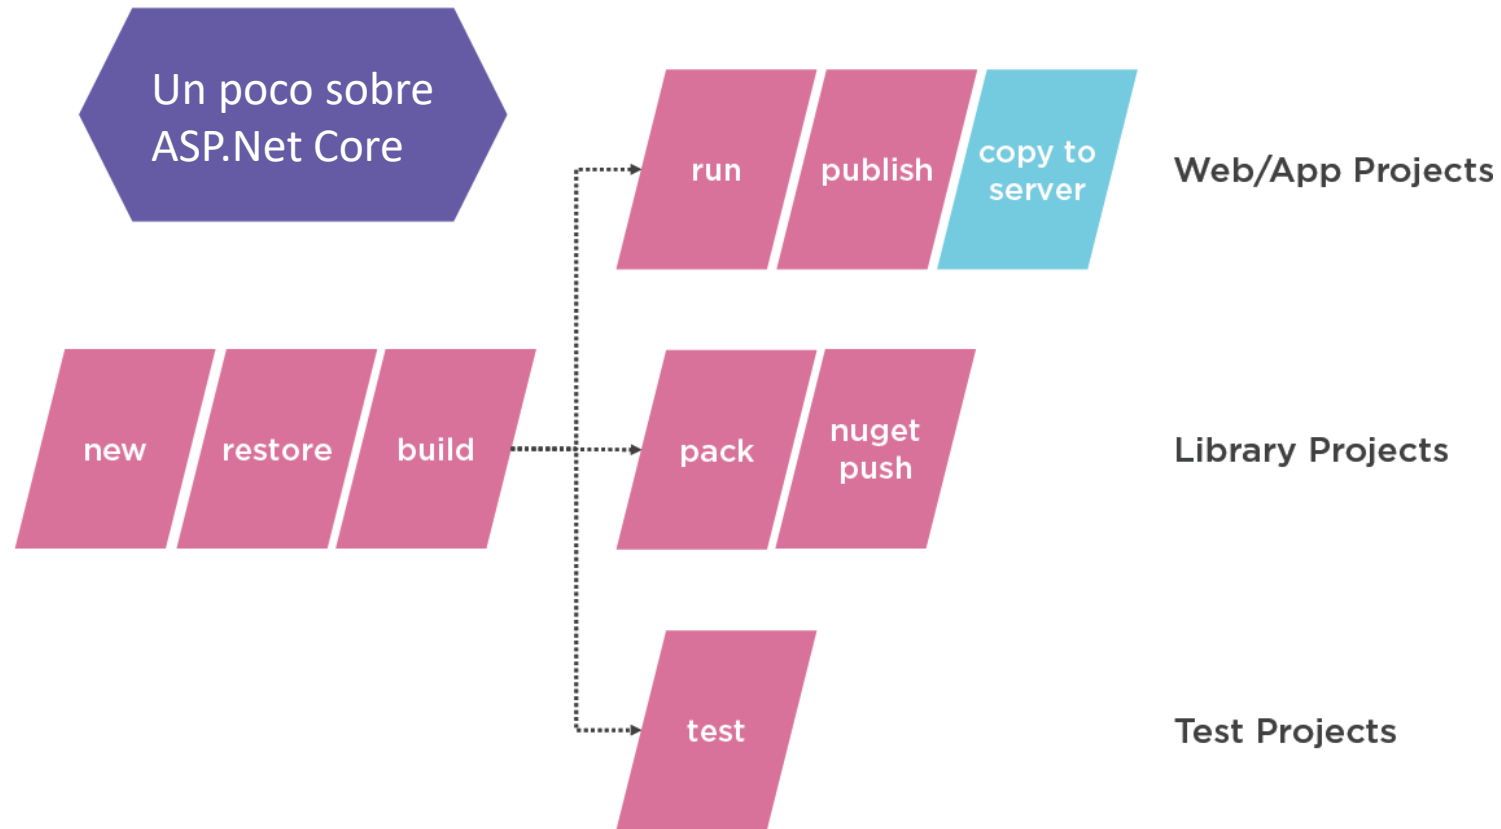 Un poco sobre
ASP.Net Core
run
publish
copy to
server
Web/App Projects
new
restore
build
pack
nuget
push
Library Projects
test
Test Projects